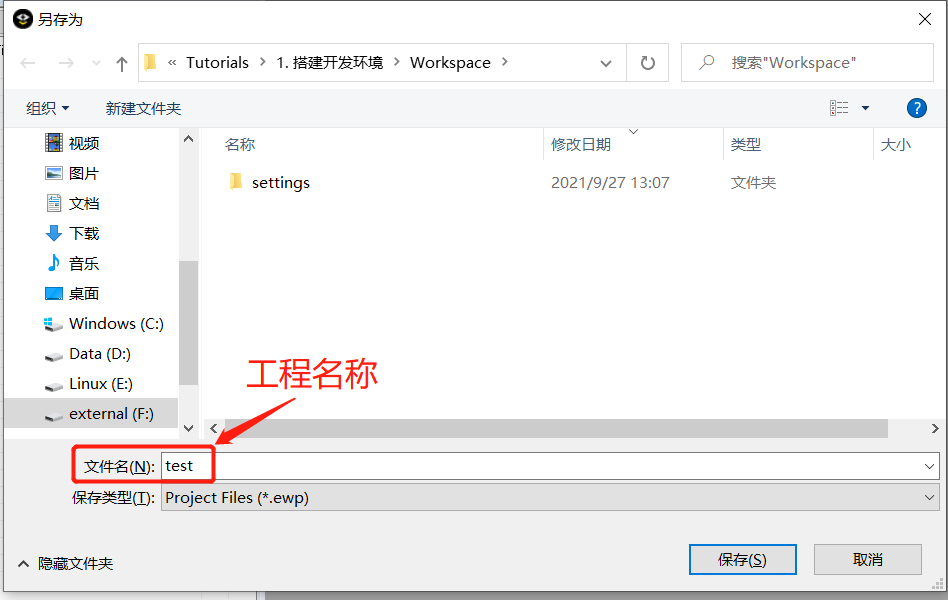 另存为
« Tutorials › 1. 搭建开发环境 › Workspace ›
搜索"Workspace"
组织
新建文件夹
名称
修改日期
类型
大小
settings
2021/9/27 13:07
文件夹
视频
图片
文档
下载
音乐
桌面
Windows (C:)
Data (D:)
Linux (E:)
external (F:)
工程名称
文件名(N): test
保存类型(T): Project Files (*.ewp)
隐藏文件夹
保存(S)
取消